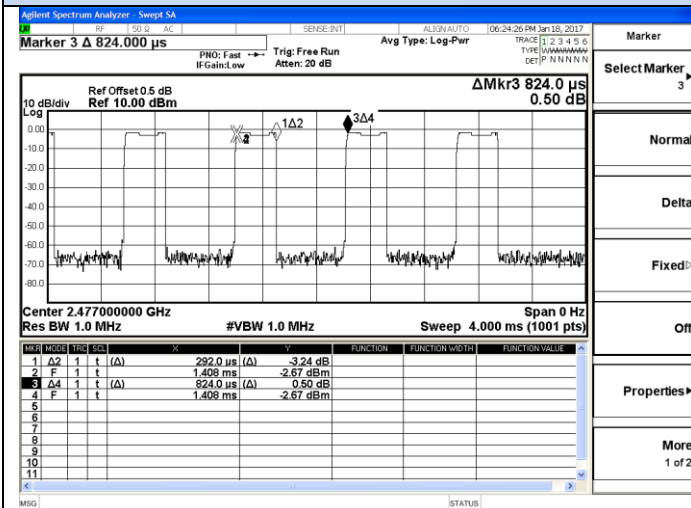 Agilent Spectrum Analyzer - Swept SA
RF 50 Ω AC SENSE:INT ALIGN AUTO 06:24:26 PM Jan 18, 2017
Marker 3 Δ 824.000 µs
PNO: Fast
IFGain:Low
Trig: Free Run
Atten: 20 dB
Avg Type: Log-Pwr
TRACE 1 2 3 4 5 6
TYPE
DET P N N N N N
Ref Offset 0.5 dB
10 dB/div Ref 10.00 dBm
Log
ΔMkr3 824.0 µs
0.50 dB
0.00
-10.0
-20.0
-30.0
-40.0
-50.0
-60.0
-70.0
-80.0
2
1Δ2
3Δ4
Center 2.477000000 GHz
Span 0 Hz
Res BW 1.0 MHz #VBW 1.0 MHz Sweep 4.000 ms (1001 pts)
MKR MODE TRC SCL X Y FUNCTION FUNCTION WIDTH FUNCTION VALUE
1 Δ2 1 t (Δ) 292.0 µs (Δ) -3.24 dB
2 F 1 t 1.408 ms -2.67 dBm
3 Δ4 1 t (Δ) 824.0 µs (Δ) 0.50 dB
4 F 1 t 1.408 ms -2.67 dBm
5
6
7
8
9
10
11
MSG STATUS
Marker
Select Marker
3
Normal
Delta
Fixed
Off
Properties
More
1 of 2